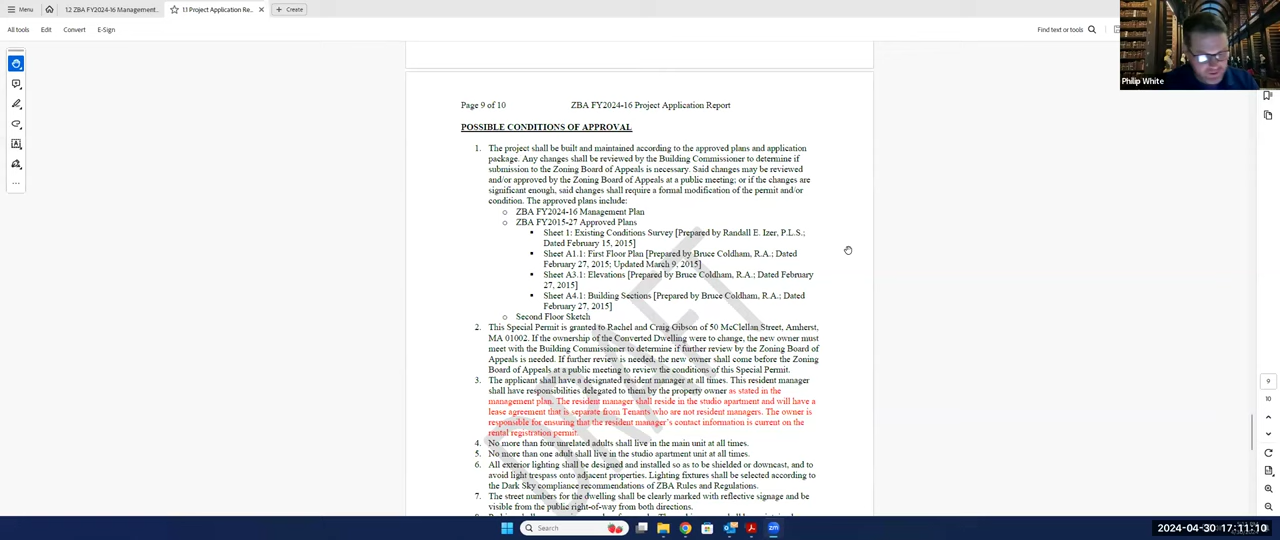 Menu
1.2 ZBA FY2024-16 Management...
1.1 Project Application Re...
Create
All tools
Edit
Convert
E-Sign
Find text or tools
Philip White
Page 9 of 10
ZBA FY2024-16 Project Application Report
POSSIBLE CONDITIONS OF APPROVAL
1. The project shall be built and maintained according to the approved plans and application
package. Any changes shall be reviewed by the Building Commissioner to determine if
submission to the Zoning Board of Appeals is necessary. Said changes may be reviewed
and/or approved by the Zoning Board of Appeals at a public meeting; or if the changes are
significant enough, said changes shall require a formal modification of the permit and/or
condition. The approved plans include:
o ZBA FY2024-16 Management Plan
o ZBA FY2015-27 Approved Plans
▪ Sheet 1: Existing Conditions Survey [Prepared by Randall E. Izer, P.L.S.;
Dated February 15, 2015]
▪ Sheet A1.1: First Floor Plan [Prepared by Bruce Coldham, R.A.; Dated
February 27, 2015; Updated March 9, 2015]
▪ Sheet A3.1: Elevations [Prepared by Bruce Coldham, R.A.; Dated February
27, 2015]
▪ Sheet A4.1: Building Sections [Prepared by Bruce Coldham, R.A.; Dated
February 27, 2015]
o Second Floor Sketch
2. This Special Permit is granted to Rachel and Craig Gibson of 50 McClellan Street, Amherst,
MA 01002. If the ownership of the Converted Dwelling were to change, the new owner must
meet with the Building Commissioner to determine if further review by the Zoning Board of
Appeals is needed. If further review is needed, the new owner shall come before the Zoning
Board of Appeals at a public meeting to review the conditions of this Special Permit.
3. The applicant shall have a designated resident manager at all times. This resident manager
shall have responsibilities delegated to them by the property owner as stated in the
management plan. The resident manager shall reside in the studio apartment and will have a
lease agreement that is separate from Tenants who are not resident managers. The owner is
responsible for ensuring that the resident manager's contact information is current on the
rental registration permit.
4. No more than four unrelated adults shall live in the main unit at all times.
5. No more than one adult shall live in the studio apartment unit at all times.
6. All exterior lighting shall be designed and installed so as to be shielded or downcast, and to
avoid light trespass onto adjacent properties. Lighting fixtures shall be selected according to
the Dark Sky compliance recommendations of ZBA Rules and Regulations.
7. The street numbers for the dwelling shall be clearly marked with reflective signage and be
visible from the public right-of-way from both directions.
DRAFT
9
10
Search
2024-04-30 17:11:10